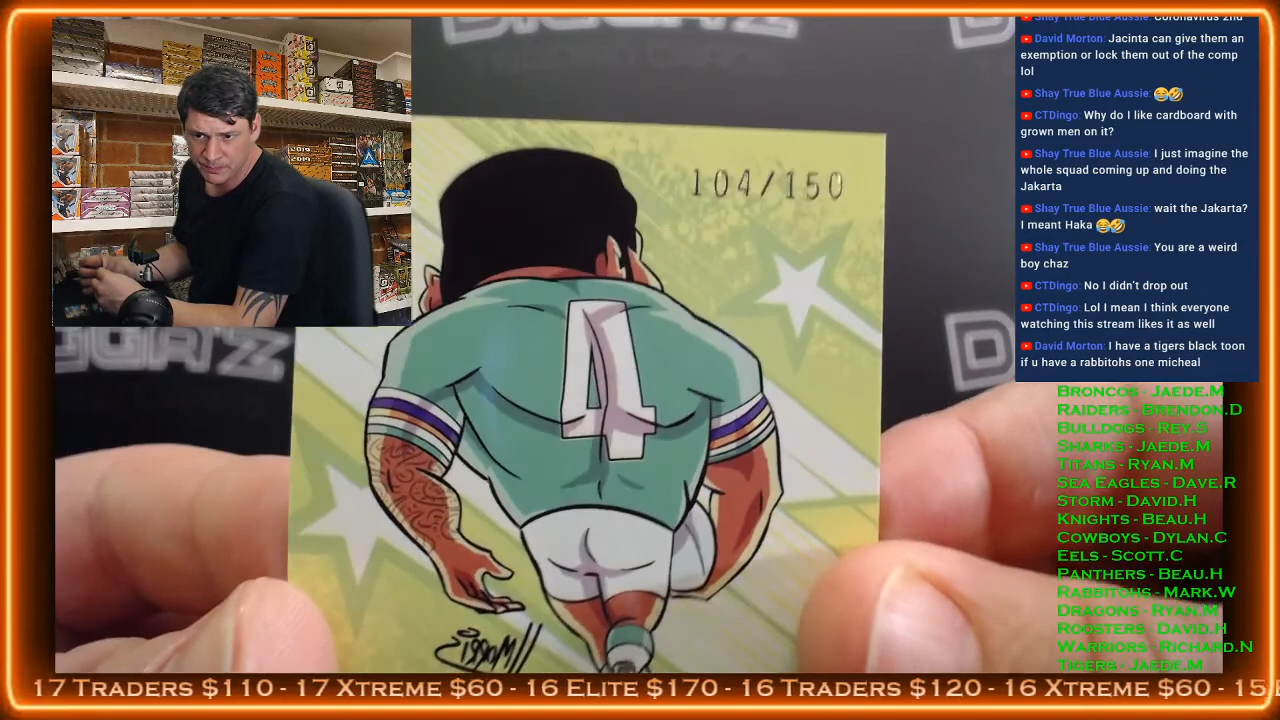 Shay True Blue Aussie: Coronavirus 2nd
David Morton: Jacinta can give them an
exemption or lock them out of the comp
lol
Shay True Blue Aussie: 😂🤣
CTDingo: Why do I like cardboard with
grown men on it?
Shay True Blue Aussie: I just imagine the
whole squad coming up and doing the
Jakarta
Shay True Blue Aussie: wait the Jakarta?
I meant Haka 😂🤣
Shay True Blue Aussie: You are a weird
boy chaz
CTDingo: No I didn't drop out
CTDingo: Lol I mean I think everyone
watching this stream likes it as well
David Morton: I have a tigers black toon
if u have a rabbitohs one micheal
104/150
4
2019
2019
Broncos - Jaede.M
Raiders - Brendon.D
Bulldogs - Rey.S
Sharks - Jaede.M
Titans - Ryan.M
Sea Eagles - Dave.R
Storm - David.H
Knights - Beau.H
Cowboys - Dylan.C
Eels - Scott.C
Panthers - Beau.H
Rabbitohs - Mark.W
Dragons - Ryan.M
Roosters - David.H
Warriors - Richard.N
Tigers - Jaede.M
17 Traders $110 - 17 Xtreme $60 - 16 Elite $170 - 16 Traders $120 - 16 Xtreme $60 - 15 E